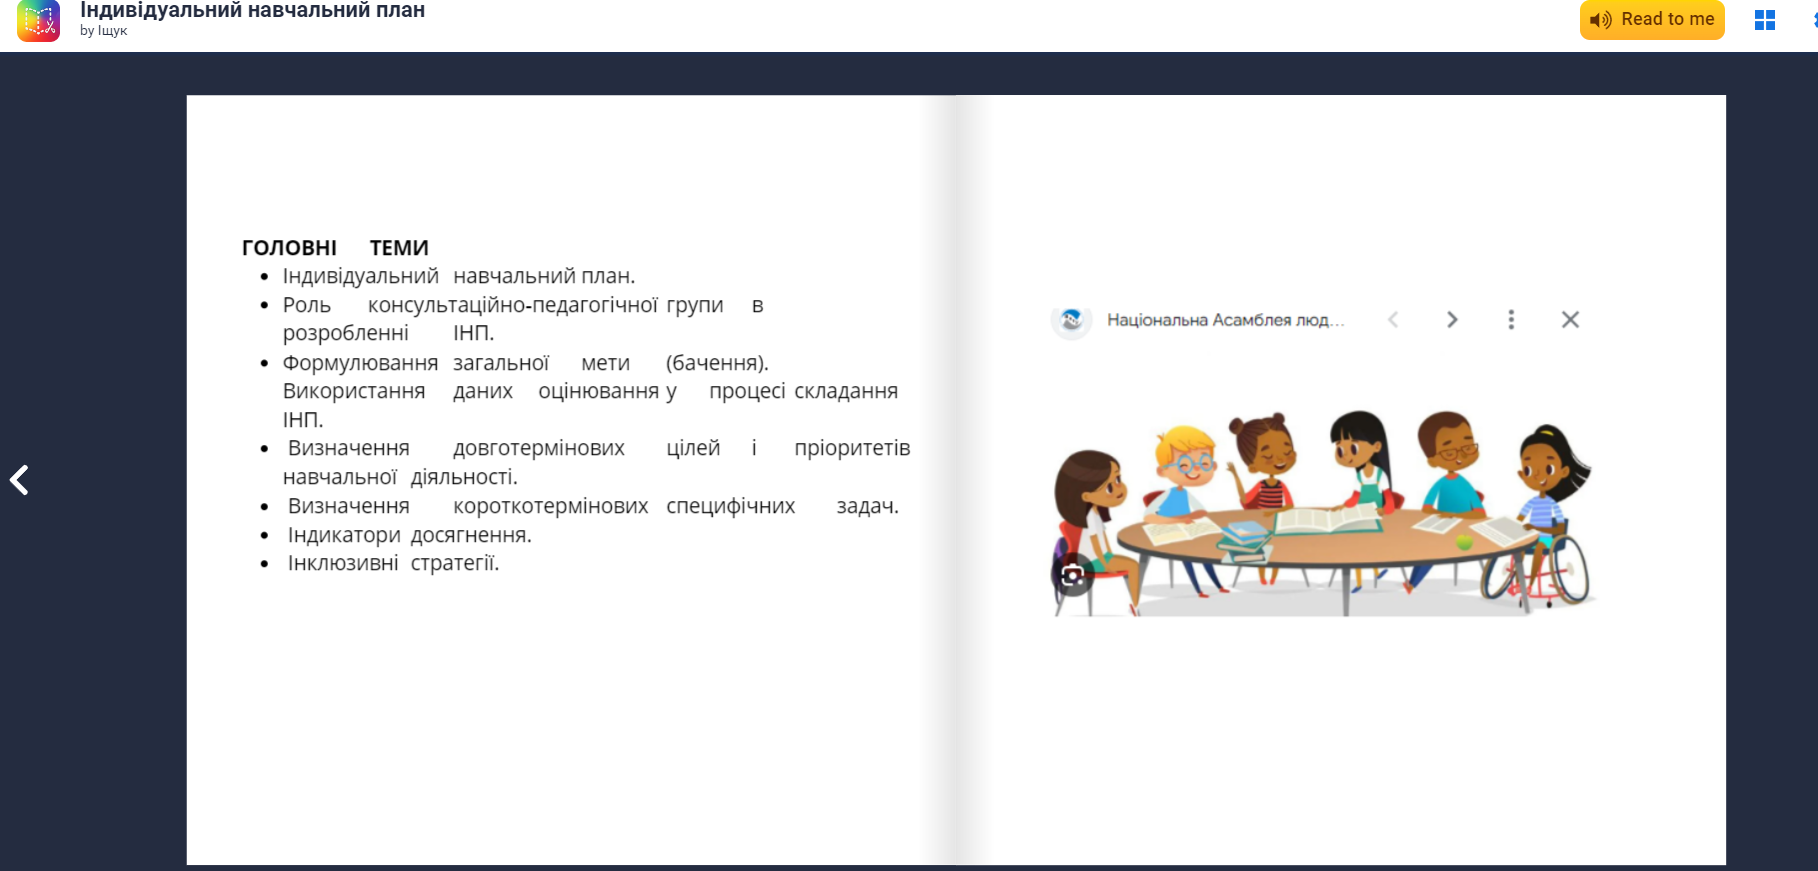 Індивідуальний навчальний план
by Іщук
Read to me
ГОЛОВНІ ТЕМИ
• Індивідуальний навчальний план.
• Роль консультаційно-педагогічної групи в
розробленні ІНП.
• Формулювання загальної мети (бачення).
Використання даних оцінювання у процесі складання
ІНП.
• Визначення довготермінових цілей і пріоритетів
навчальної діяльності.
• Визначення короткотермінових специфічних задач.
• Індикатори досягнення.
• Інклюзивні стратегії.
Національна Асамблея люд...